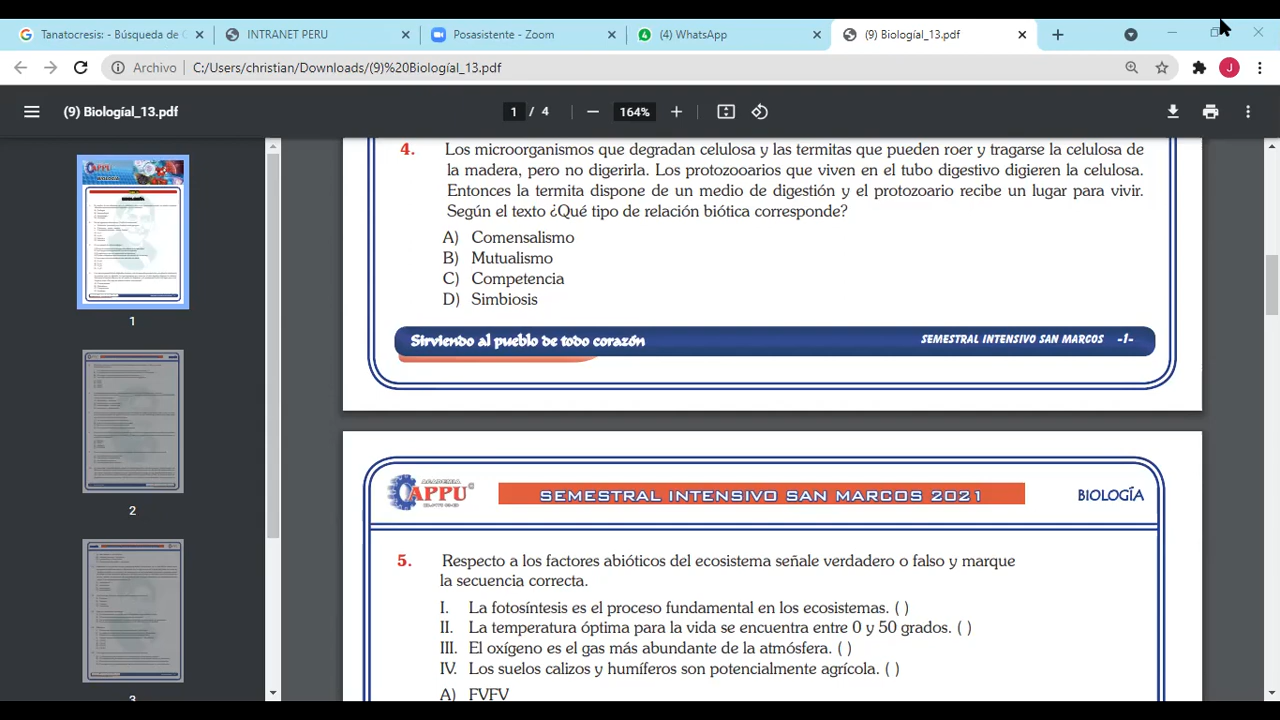 Tanatocresis: - Búsqueda de G
INTRANET PERU
Posasistente - Zoom
(4) WhatsApp
(9) Biologíal_13.pdf
Archivo
C:/Users/christian/Downloads/(9)%20Biologíal_13.pdf
J
(9) Biologíal_13.pdf
1 / 4
164%
4. Los microorganismos que degradan celulosa y las termitas que pueden roer y tragarse la celulosa de
la madera, pero no digerirla. Los protozooarios que viven en el tubo digestivo digieren la celulosa.
Entonces la termita dispone de un medio de digestión y el protozoario recibe un lugar para vivir.
Según el texto ¿Qué tipo de relación biótica corresponde?
A) Comensalismo
B) Mutualismo
C) Competencia
D) Simbiosis
Sirviendo al pueblo de todo corazón
SEMESTRAL INTENSIVO SAN MARCOS -1-
ACADEMIA
APPU
SEMESTRAL INTENSIVO SAN MARCOS 2021
BIOLOGÍA
5. Respecto a los factores abióticos del ecosistema señale verdadero o falso y marque
la secuencia correcta.
I. La fotosíntesis es el proceso fundamental en los ecosistemas. ( )
II. La temperatura óptima para la vida se encuentra entre 0 y 50 grados. ( )
III. El oxígeno es el gas más abundante de la atmósfera. ( )
IV. Los suelos calizos y humíferos son potencialmente agrícola. ( )
A) FVFV
1
2
3